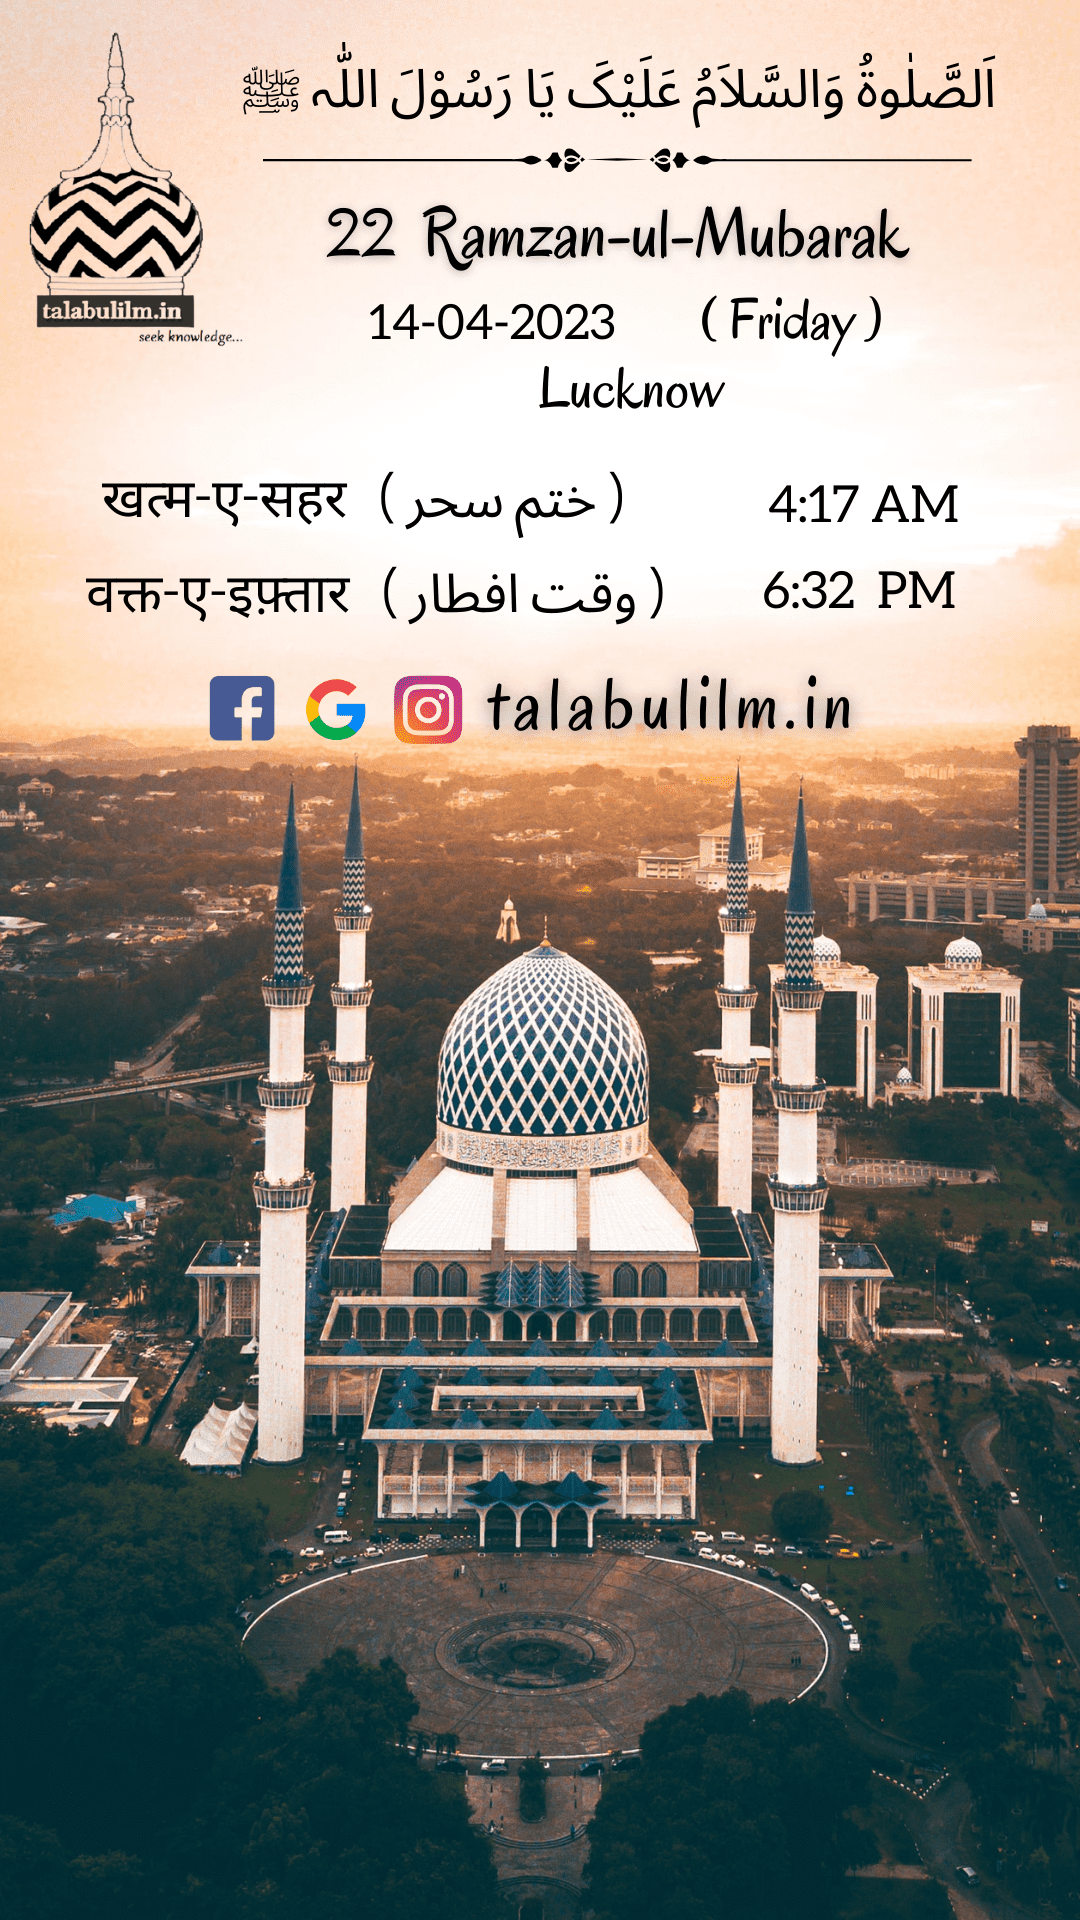 اَلصَّلٰوةُ وَالسَّلاَمُ عَلَيْکَ يَا رَسُوْلَ اللّٰہ ﷺ
22 Ramzan-ul-Mubarak
talabulilm.in
seek knowledge...
14-04-2023 ( Friday )
Lucknow
खत्म-ए-सहर ( ختم سحر ) 4:17 AM
वक्त-ए-इफ़्तार ( وقت افطار ) 6:32 PM
talabulilm.in